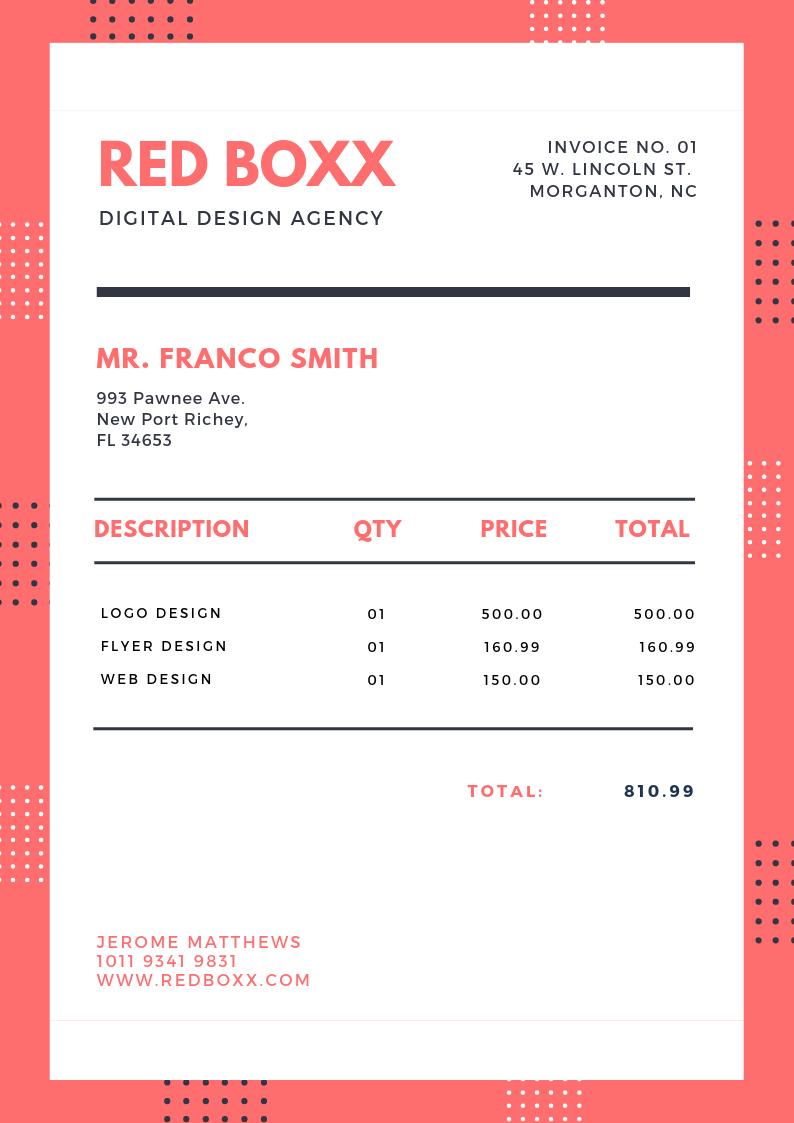 RED BOXX
DIGITAL DESIGN AGENCY
INVOICE NO. 01
45 W. LINCOLN ST.
MORGANTON, NC
MR. FRANCO SMITH
993 Pawnee Ave.
New Port Richey,
FL 34653
DESCRIPTION QTY PRICE TOTAL
LOGO DESIGN 01 500.00 500.00
FLYER DESIGN 01 160.99 160.99
WEB DESIGN 01 150.00 150.00
TOTAL: 810.99
JEROME MATTHEWS
1011 9341 9831
WWW.REDBOXX.COM